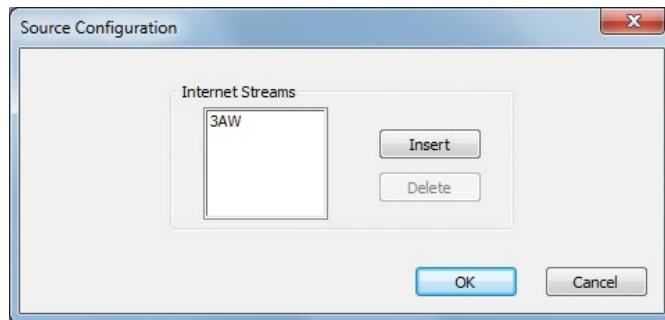 Source Configuration
Internet Streams
3AW
Insert
Delete
OK
Cancel